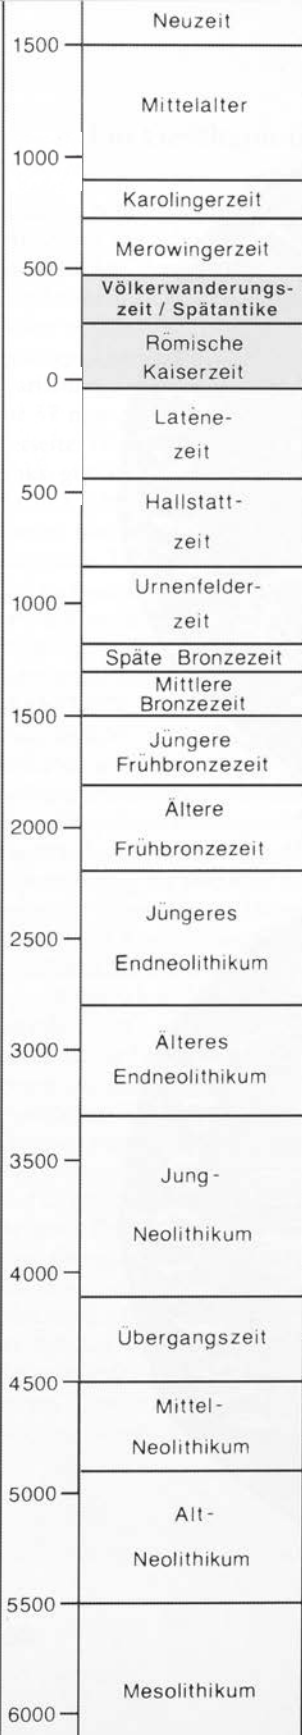 Neuzeit
1500
Mittelalter
1000
Karolingerzeit
Merowingerzeit
500
Völkerwanderungs-
zeit / Spätantike
Römische
0
Kaiserzeit
Latène-
zeit
500
Hallstatt-
zeit
Urnenfelder-
1000
zeit
Späte Bronzezeit
Mittlere
Bronzezeit
1500
Jüngere
Frühbronzezeit
Ältere
2000
Frühbronzezeit
Jüngeres
2500
Endneolithikum
Älteres
3000
Endneolithikum
3500
Jung-
Neolithikum
4000
Übergangszeit
4500
Mittel-
Neolithikum
5000
Alt-
Neolithikum
5500
Mesolithikum
6000